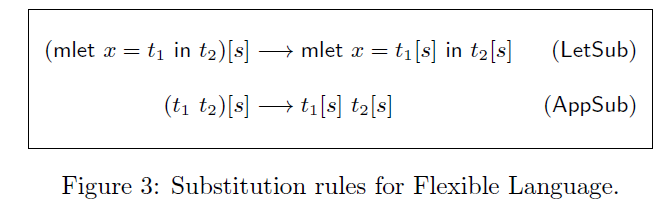 (mlet x = t₁ in t₂)[s] ⟶ mlet x = t₁[s] in t₂[s] (LetSub)
(t₁ t₂)[s] ⟶ t₁[s] t₂[s] (AppSub)
Figure 3: Substitution rules for Flexible Language.